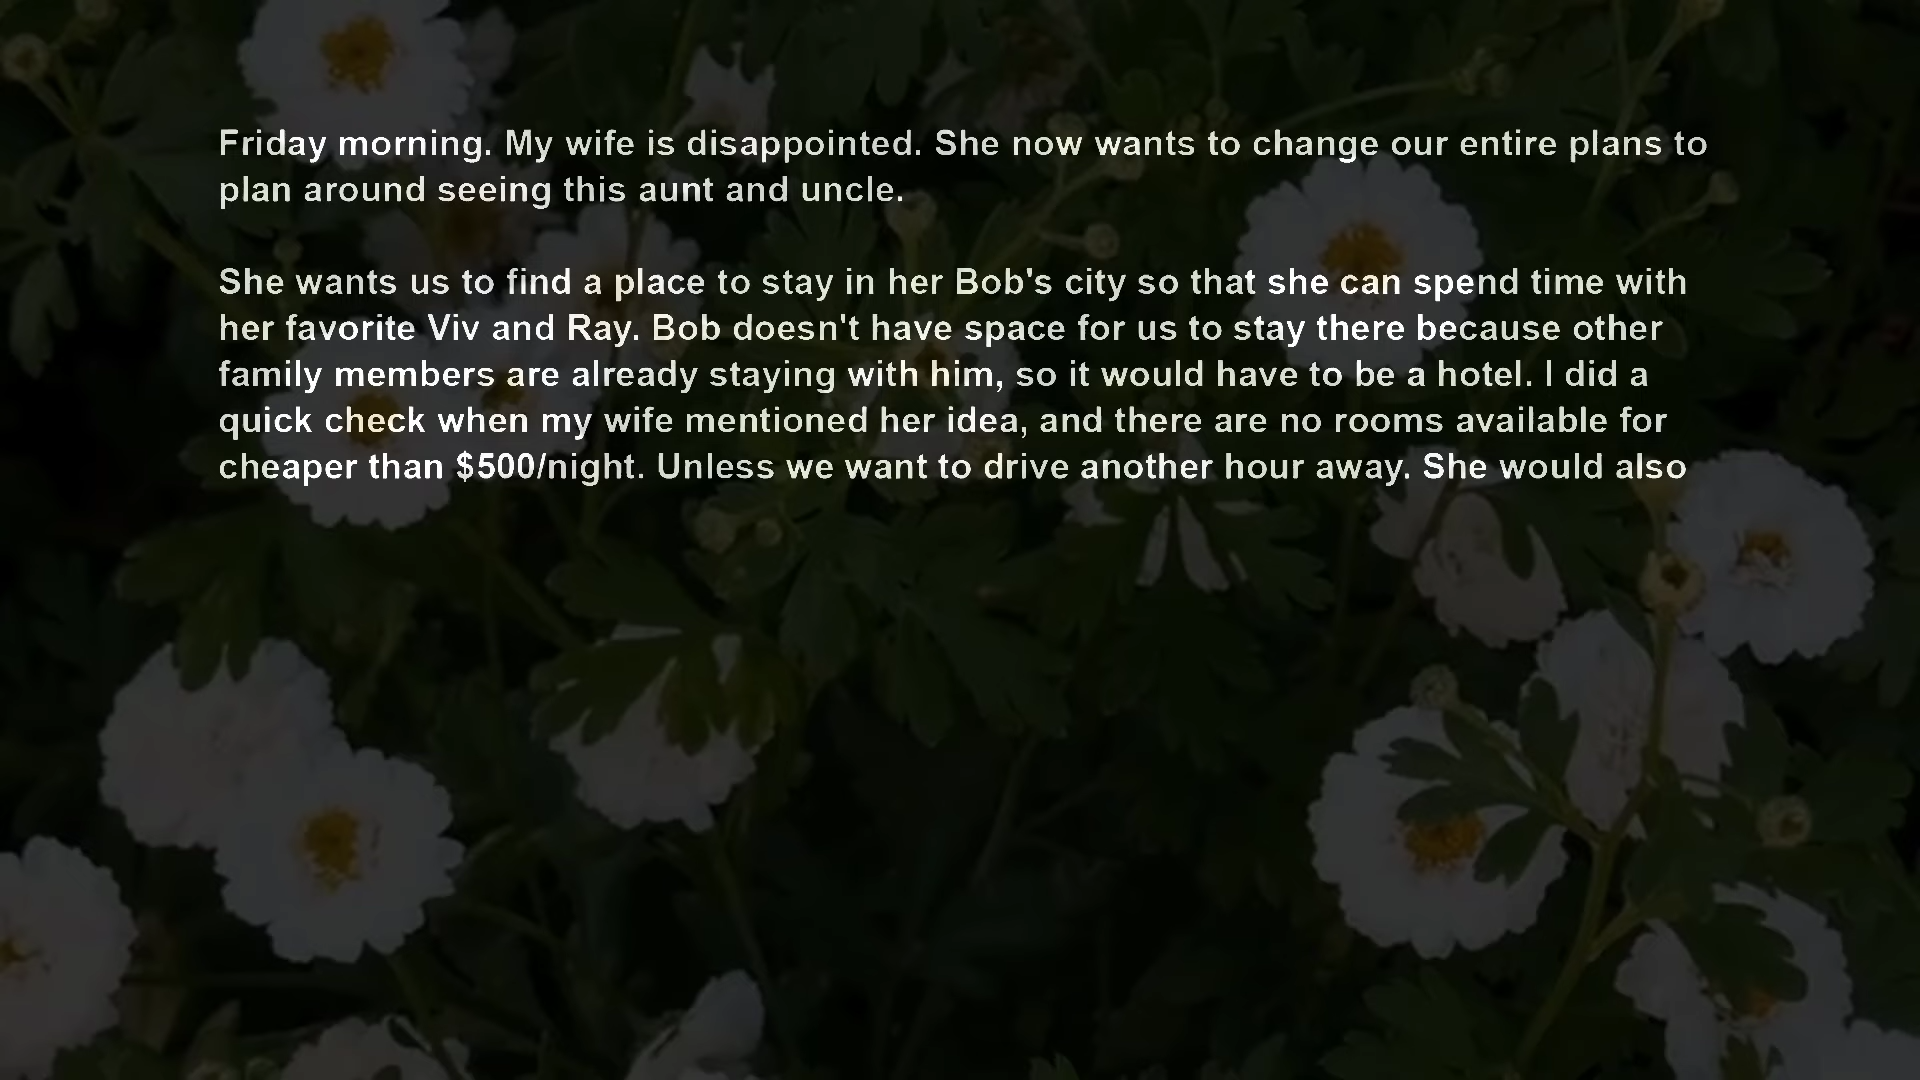 Friday morning. My wife is disappointed. She now wants to change our entire plans to
plan around seeing this aunt and uncle.
She wants us to find a place to stay in her Bob's city so that she can spend time with
her favorite Viv and Ray. Bob doesn't have space for us to stay there because other
family members are already staying with him, so it would have to be a hotel. I did a
quick check when my wife mentioned her idea, and there are no rooms available for
cheaper than $500/night. Unless we want to drive another hour away. She would also